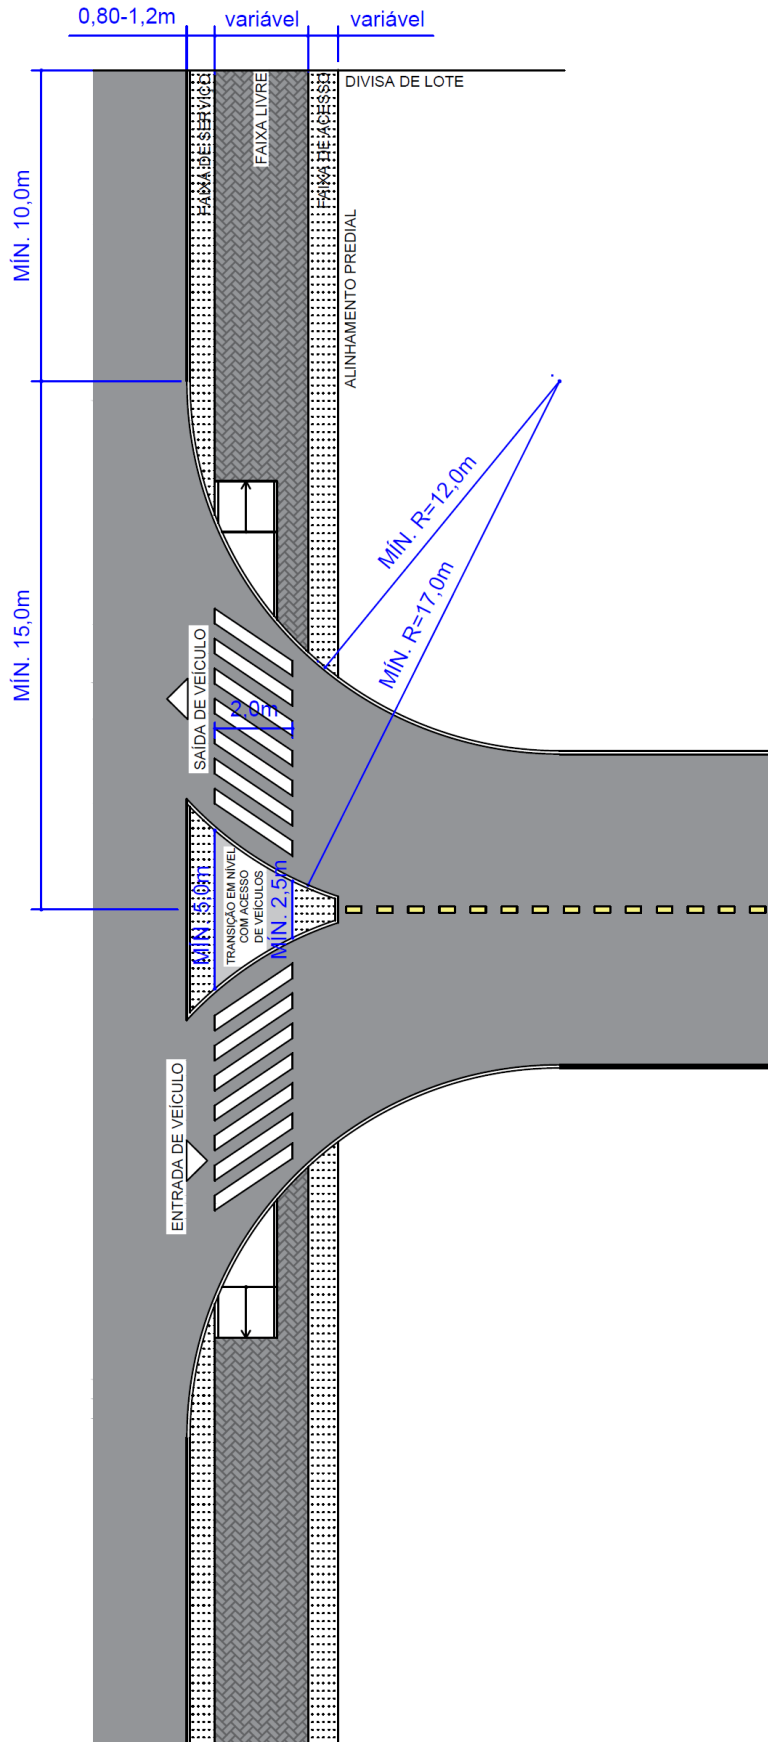 0,80-1,2m
variável
variável
DIVISA DE LOTE
FAIXA DE SERVIÇO
FAIXA LIVRE
FAIXA DE ACESSO
ALINHAMENTO PREDIAL
MÍN. 10,0m
MÍN. R=12,0m
MÍN. R=17,0m
MÍN. 15,0m
SAÍDA DE VEÍCULO
2,0m
MÍN. 5,0m
TRANSIÇÃO EM NÍVEL
COM ACESSO
DE VEÍCULOS
MÍN. 2,5m
ENTRADA DE VEÍCULO